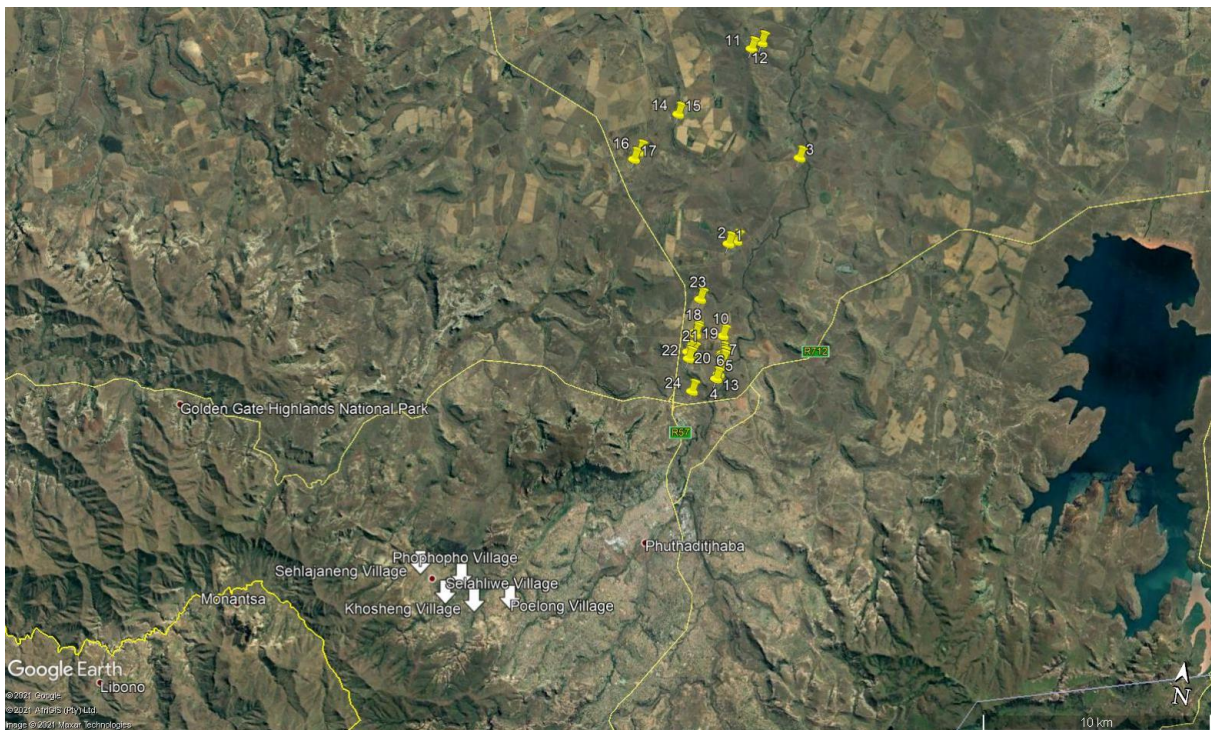 11
12
14
15
16
17
3
2
1
23
18
10
21
19
22
7
20
6
5
24
13
4
R712
R57
Golden Gate Highlands National Park
Phuthaditjhaba
Phophopho Village
Sehlajaneng Village
Selahliwe Village
Monantsa
Khosheng Village
Poelong Village
Google Earth
Libono
© 2021 Google
© 2021 AfriGIS (Pty) Ltd.
Image © 2021 Maxar Technologies
N
10 km